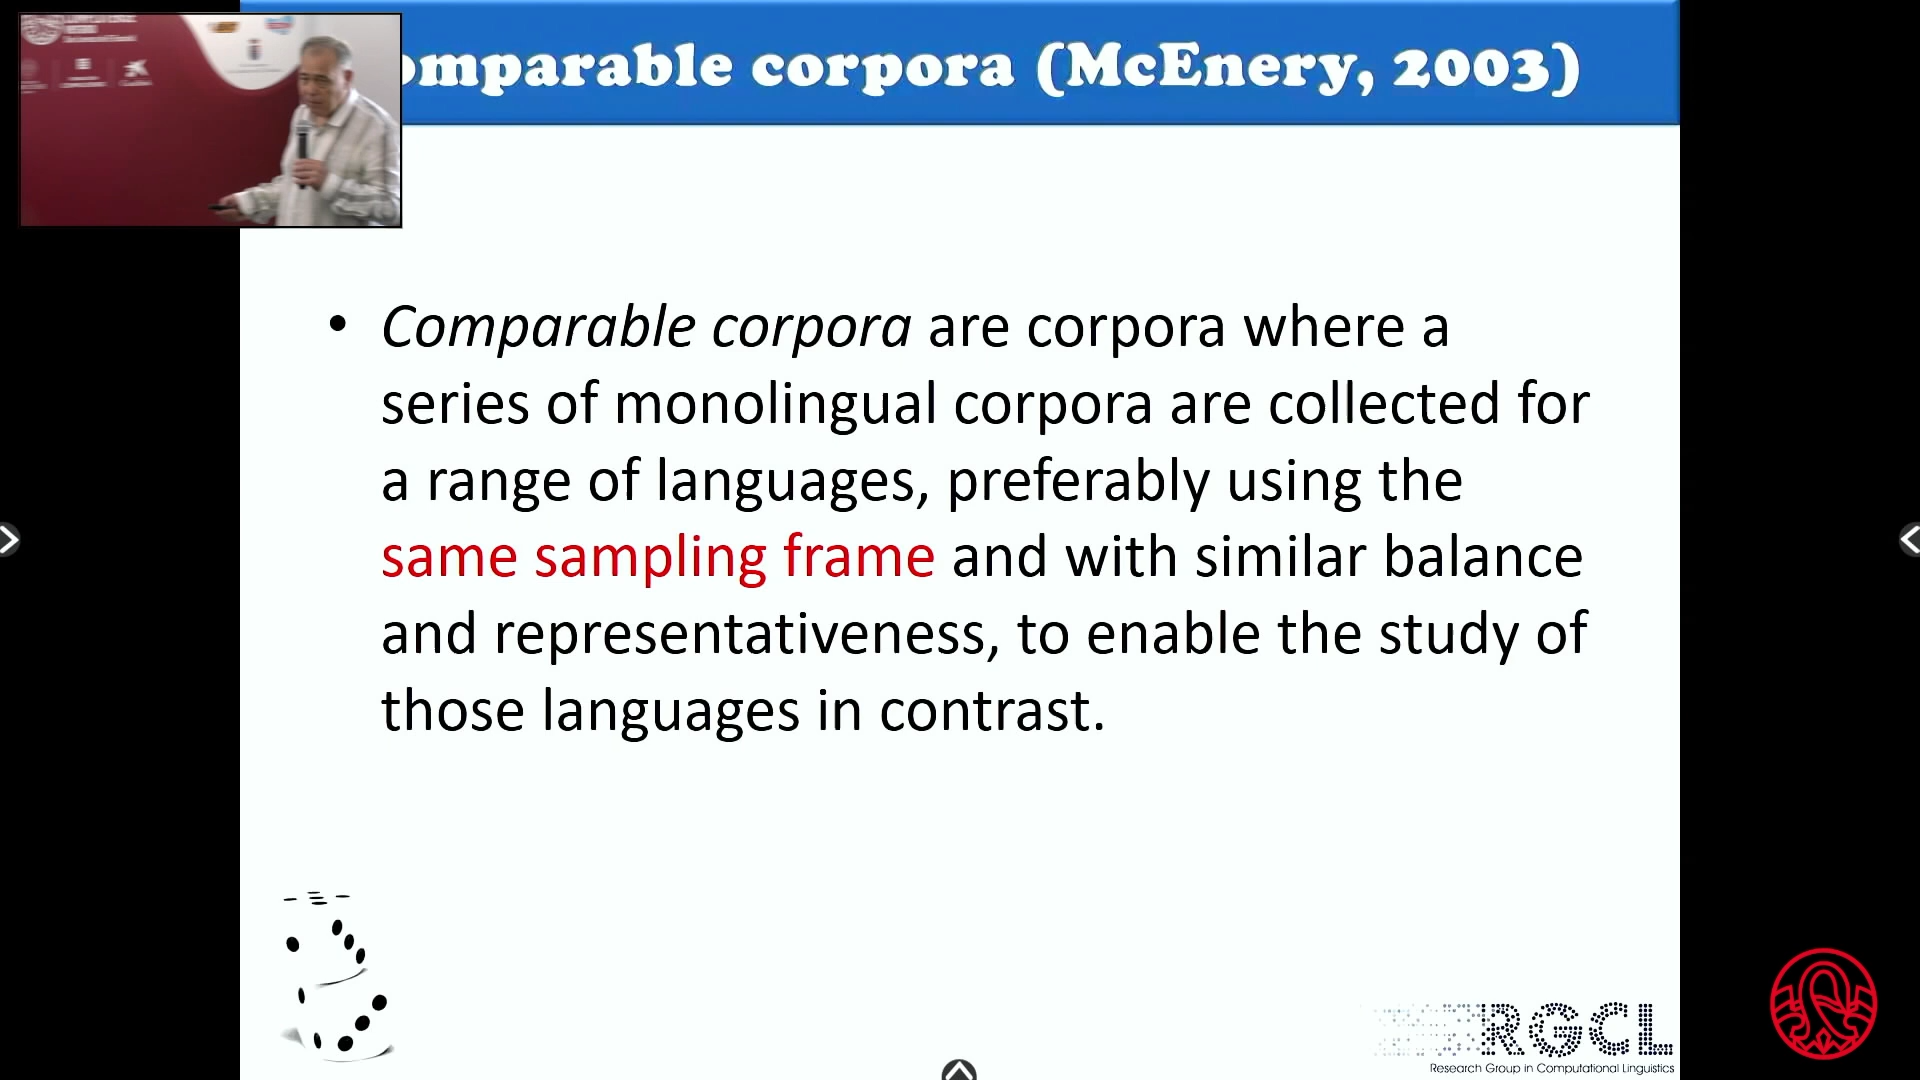 omparable corpora (McEnery, 2003)
• Comparable corpora are corpora where a
series of monolingual corpora are collected for
a range of languages, preferably using the
same sampling frame and with similar balance
and representativeness, to enable the study of
those languages in contrast.
RGCL
Research Group in Computational Linguistics